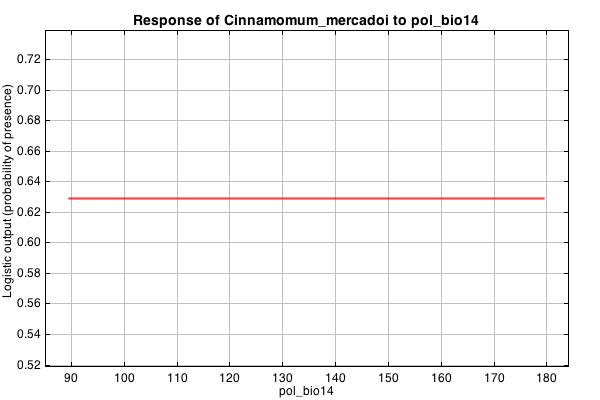 Response of Cinnamomum_mercadoi to pol_bio14
Logistic output (probability of presence)
0.72
0.70
0.68
0.66
0.64
0.62
0.60
0.58
0.56
0.54
0.52
90 100 110 120 130 140 150 160 170 180
pol_bio14